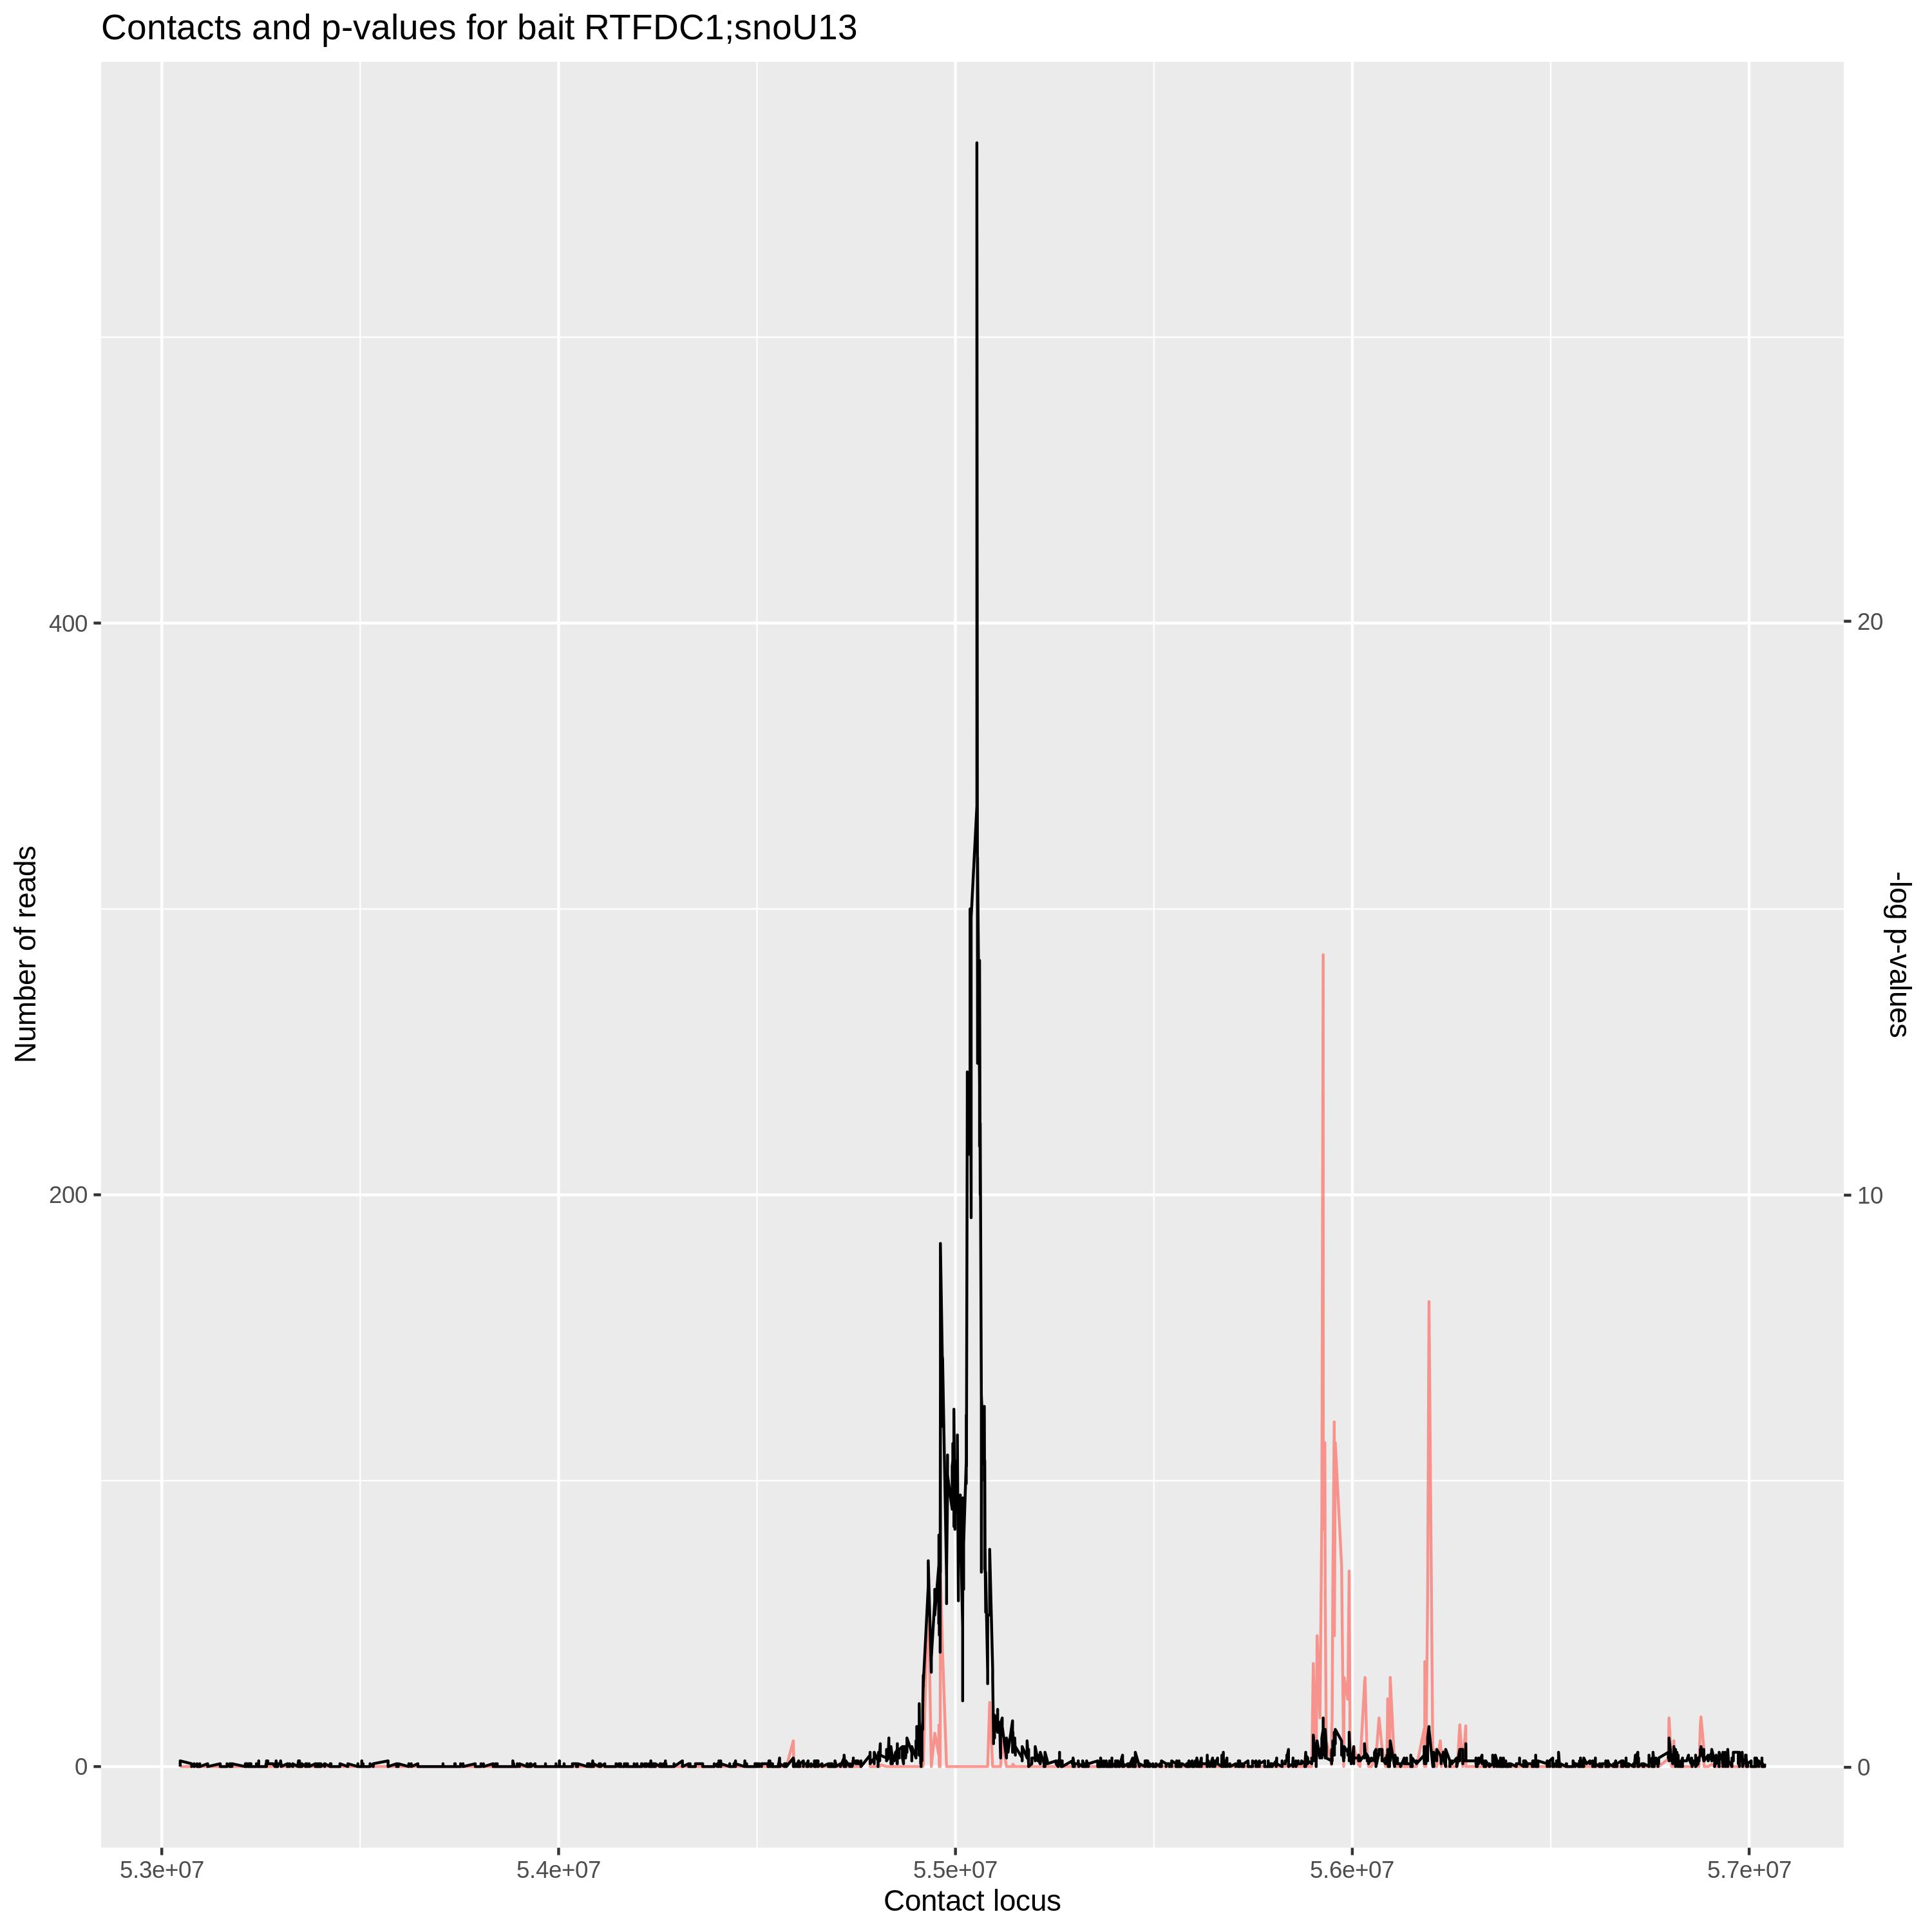 Contacts and p-values for bait RTFDC1;snoU13
Number of reads
400
200
0
20
10
0
-log p-values
5.3e+07
5.4e+07
5.5e+07
5.6e+07
5.7e+07
Contact locus